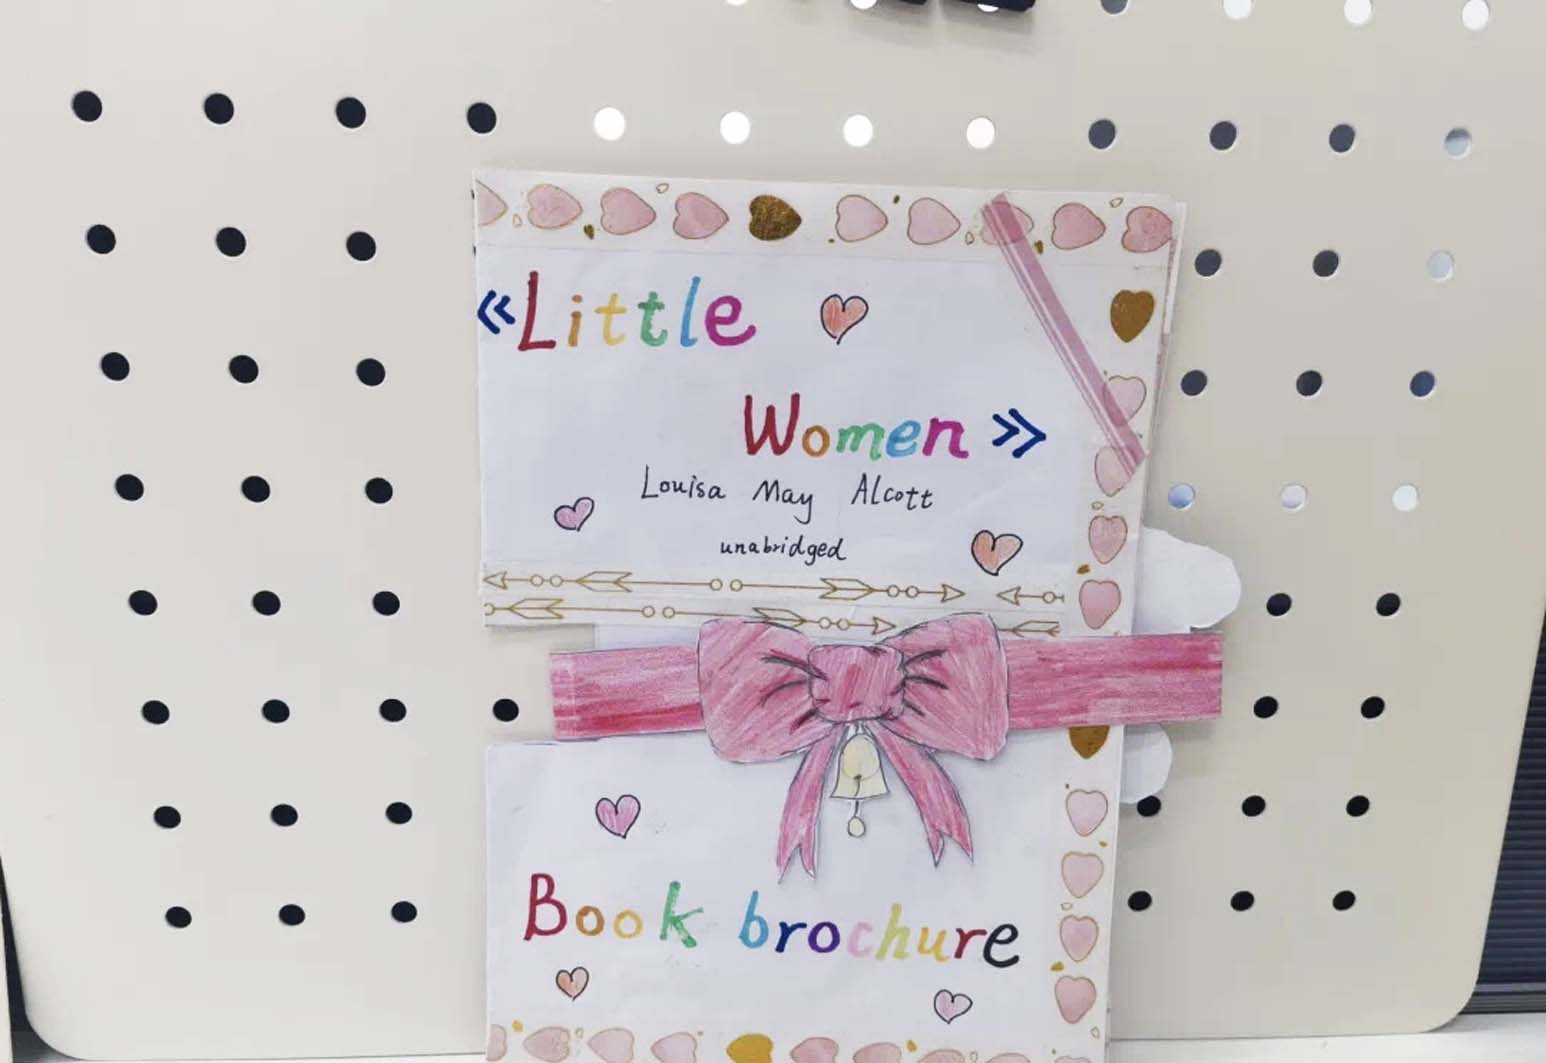 «Little
Women»
Louisa May Alcott
unabridged
Book brochure